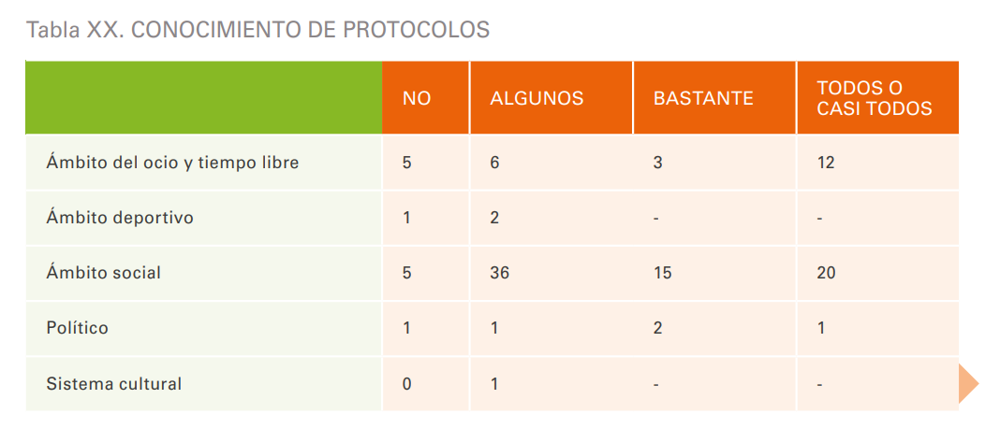 Tabla XX. CONOCIMIENTO DE PROTOCOLOS
NO ALGUNOS BASTANTE TODOS O
CASI TODOS
Ámbito del ocio y tiempo libre 5 6 3 12
Ámbito deportivo 1 2 - -
Ámbito social 5 36 15 20
Político 1 1 2 1
Sistema cultural 0 1 - -